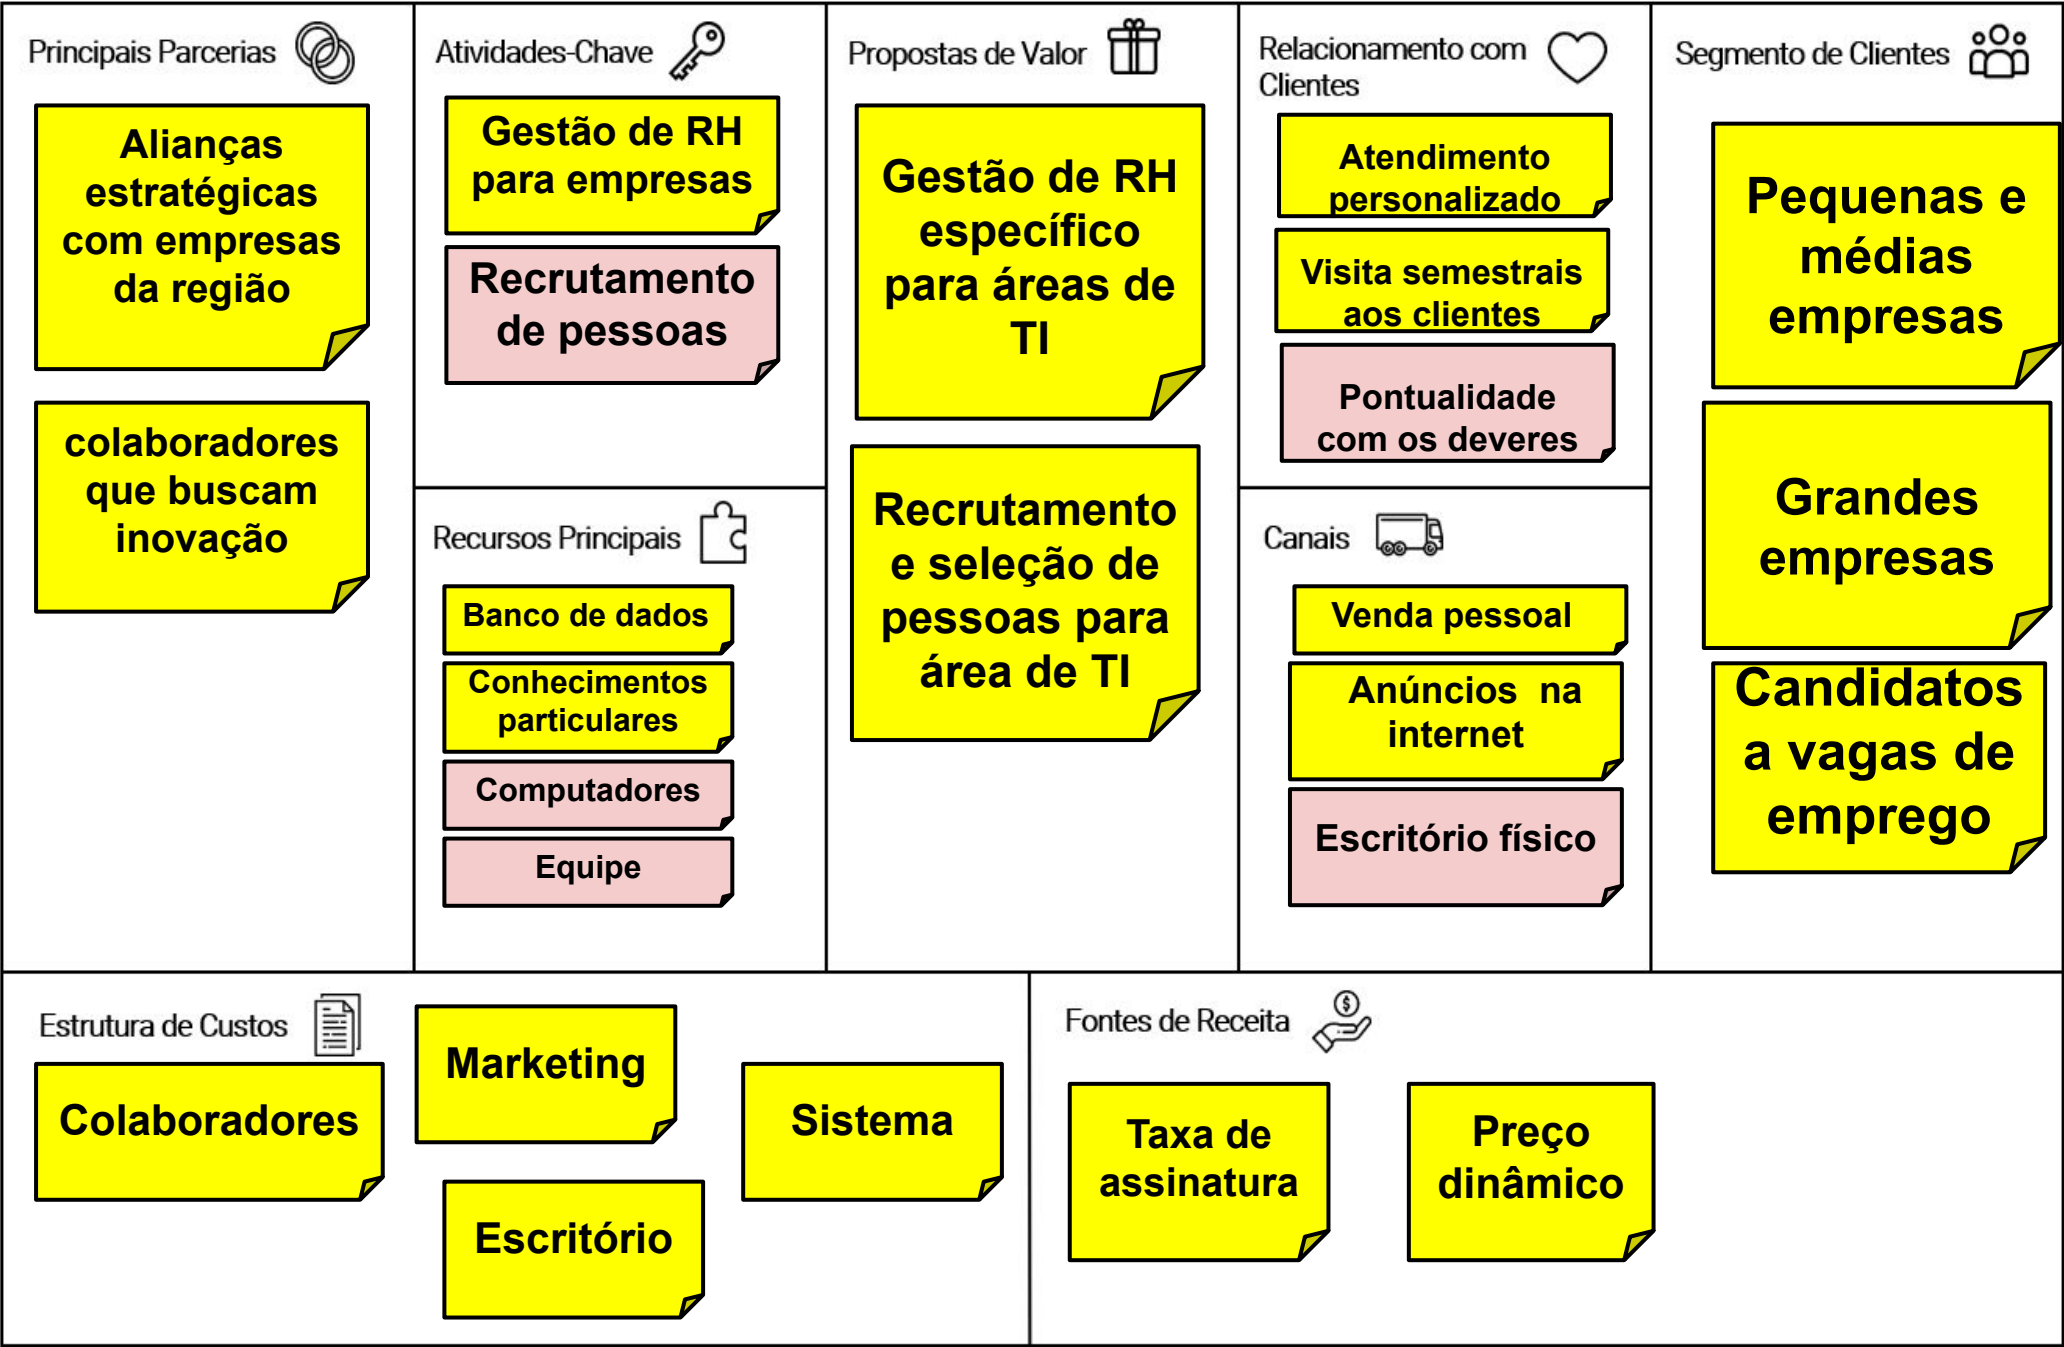 Principais Parcerias
Alianças
estratégicas
com empresas
da região
colaboradores
que buscam
inovação
Atividades-Chave
Gestão de RH
para empresas
Recrutamento
de pessoas
Recursos Principais
Banco de dados
Conhecimentos
particulares
Computadores
Equipe
Propostas de Valor
Gestão de RH
específico
para áreas de
TI
Recrutamento
e seleção de
pessoas para
área de TI
Relacionamento com
Clientes
Atendimento
personalizado
Visita semestrais
aos clientes
Pontualidade
com os deveres
Canais
Venda pessoal
Anúncios na
internet
Escritório físico
Segmento de Clientes
Pequenas e
médias
empresas
Grandes
empresas
Candidatos
a vagas de
emprego
Estrutura de Custos
Colaboradores
Marketing
Escritório
Sistema
Fontes de Receita
$
Taxa de
assinatura
Preço
dinâmico